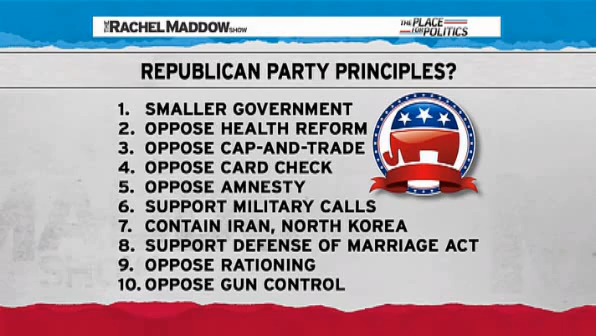 THE RACHEL MADDOW SHOW
THE PLACE FOR POLITICS
REPUBLICAN PARTY PRINCIPLES?
1. SMALLER GOVERNMENT
2. OPPOSE HEALTH REFORM
3. OPPOSE CAP-AND-TRADE
4. OPPOSE CARD CHECK
5. OPPOSE AMNESTY
6. SUPPORT MILITARY CALLS
7. CONTAIN IRAN, NORTH KOREA
8. SUPPORT DEFENSE OF MARRIAGE ACT
9. OPPOSE RATIONING
10. OPPOSE GUN CONTROL